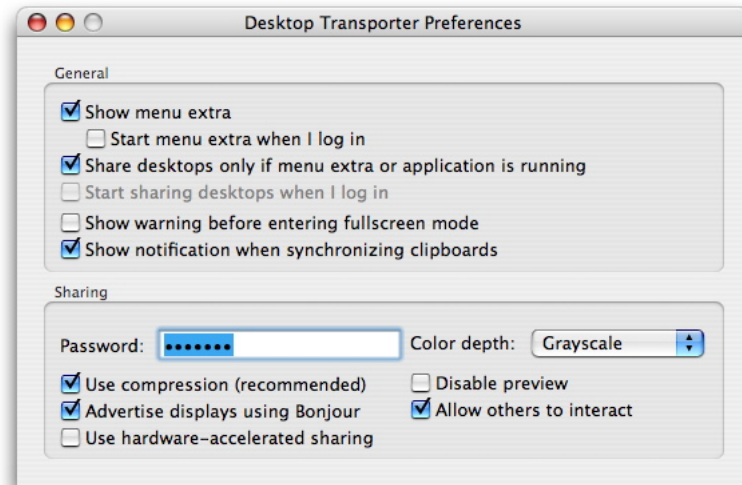 Desktop Transporter Preferences
General
Show menu extra
Start menu extra when I log in
Share desktops only if menu extra or application is running
Start sharing desktops when I log in
Show warning before entering fullscreen mode
Show notification when synchronizing clipboards
Sharing
Password: ••••••• Color depth: Grayscale
Use compression (recommended) Disable preview
Advertise displays using Bonjour Allow others to interact
Use hardware-accelerated sharing